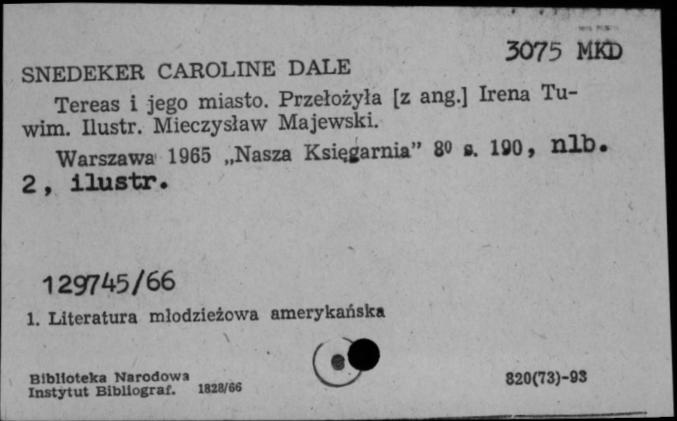 3075 MKD
SNEDEKER CAROLINE DALE
Tereas i jego miasto. Przełożyła [z ang.] Irena Tu-
wim. Ilustr. Mieczysław Majewski.
Warszawa 1965 „Nasza Księgarnia” 8⁰ s. 190, nlb.
2, ilustr.
129745/66
1. Literatura młodzieżowa amerykańska
Biblioteka Narodowa
Instytut Bibliograf. 1828/66
820(73)-93